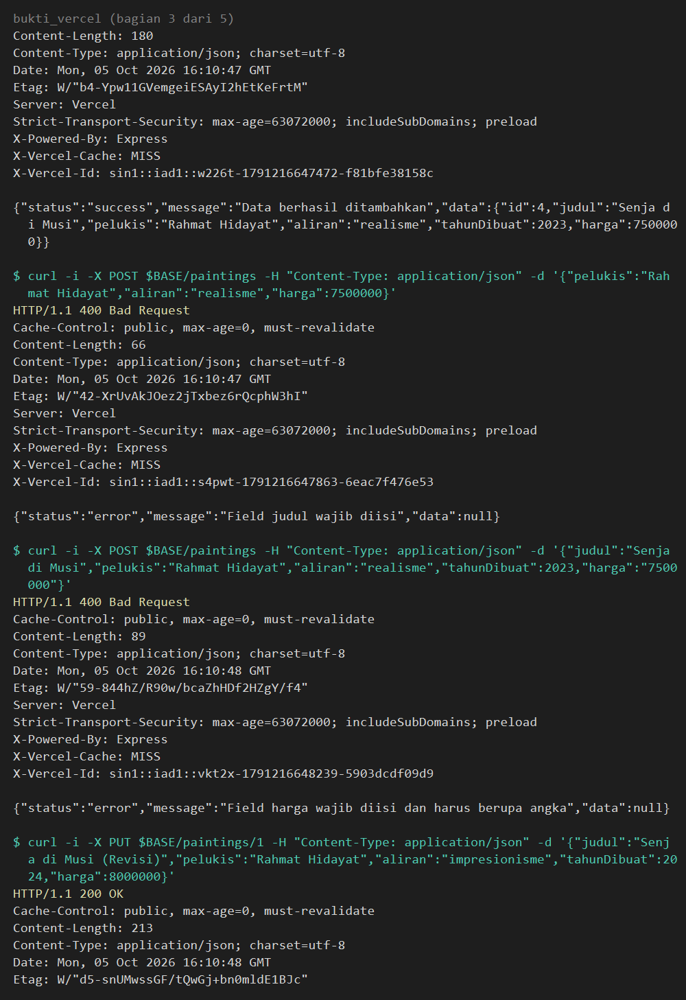 bukti_vercel (bagian 3 dari 5)
Content-Length: 180
Content-Type: application/json; charset=utf-8
Date: Mon, 05 Oct 2026 16:10:47 GMT
Etag: W/"b4-Ypw11GVemgeiESAyI2hEtKeFrtM"
Server: Vercel
Strict-Transport-Security: max-age=63072000; includeSubDomains; preload
X-Powered-By: Express
X-Vercel-Cache: MISS
X-Vercel-Id: sin1::iad1::w226t-1791216647472-f81bfe38158c

{"status":"success","message":"Data berhasil ditambahkan","data":{"id":4,"judul":"Senja d
i Musi","pelukis":"Rahmat Hidayat","aliran":"realisme","tahunDibuat":2023,"harga":750000
0}}

$ curl -i -X POST $BASE/paintings -H "Content-Type: application/json" -d '{"pelukis":"Rah
mat Hidayat","aliran":"realisme","harga":7500000}'
HTTP/1.1 400 Bad Request
Cache-Control: public, max-age=0, must-revalidate
Content-Length: 66
Content-Type: application/json; charset=utf-8
Date: Mon, 05 Oct 2026 16:10:47 GMT
Etag: W/"42-XrUvAkJOez2jTxbez6rQcphW3hI"
Server: Vercel
Strict-Transport-Security: max-age=63072000; includeSubDomains; preload
X-Powered-By: Express
X-Vercel-Cache: MISS
X-Vercel-Id: sin1::iad1::s4pwt-1791216647863-6eac7f476e53

{"status":"error","message":"Field judul wajib diisi","data":null}

$ curl -i -X POST $BASE/paintings -H "Content-Type: application/json" -d '{"judul":"Senja
di Musi","pelukis":"Rahmat Hidayat","aliran":"realisme","tahunDibuat":2023,"harga":"7500
000"}'
HTTP/1.1 400 Bad Request
Cache-Control: public, max-age=0, must-revalidate
Content-Length: 89
Content-Type: application/json; charset=utf-8
Date: Mon, 05 Oct 2026 16:10:48 GMT
Etag: W/"59-844hZ/R90w/bcaZhHDf2HZgY/f4"
Server: Vercel
Strict-Transport-Security: max-age=63072000; includeSubDomains; preload
X-Powered-By: Express
X-Vercel-Cache: MISS
X-Vercel-Id: sin1::iad1::vkt2x-1791216648239-5903dcdf09d9

{"status":"error","message":"Field harga wajib diisi dan harus berupa angka","data":null}

$ curl -i -X PUT $BASE/paintings/1 -H "Content-Type: application/json" -d '{"judul":"Senj
a di Musi (Revisi)","pelukis":"Rahmat Hidayat","aliran":"impresionisme","tahunDibuat":20
24,"harga":8000000}'
HTTP/1.1 200 OK
Cache-Control: public, max-age=0, must-revalidate
Content-Length: 213
Content-Type: application/json; charset=utf-8
Date: Mon, 05 Oct 2026 16:10:48 GMT
Etag: W/"d5-snUMwssGF/tQwGj+bn0mldE1BJc"